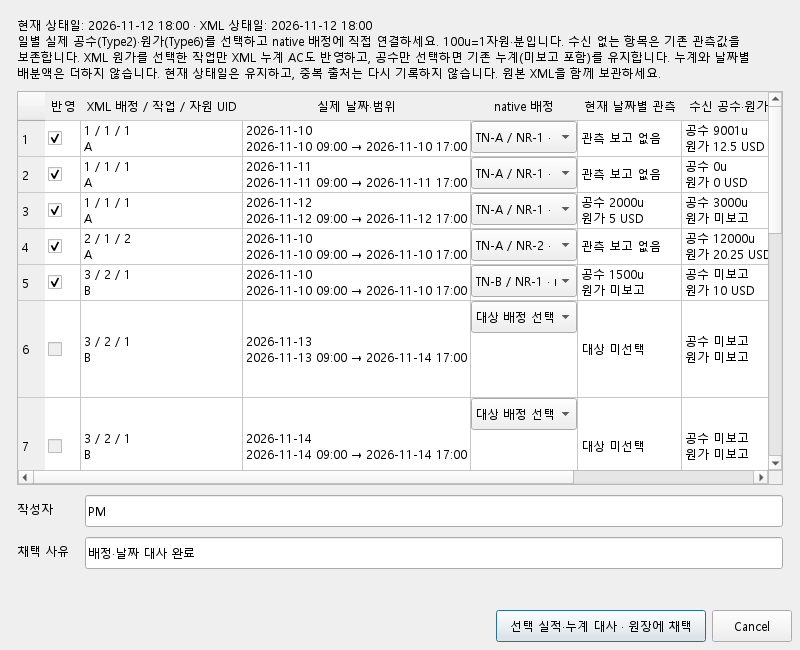 현재 상태일: 2026-11-12 18:00 · XML 상태일: 2026-11-12 18:00
일별 실제 공수(Type2)·원가(Type6)를 선택하고 native 배정에 직접 연결하세요. 100u=1자원·분입니다. 수신 없는 항목은 기존 관측값을
보존합니다. XML 원가를 선택한 작업만 XML 누계 AC도 반영하고, 공수만 선택하면 기존 누계(미보고 포함)를 유지합니다. 누계와 날짜별
배분액은 더하지 않습니다. 현재 상태일은 유지하고, 중복 출처는 다시 기록하지 않습니다. 원본 XML을 함께 보관하세요.
반영 XML 배정 / 작업 / 자원 UID 실제 날짜·범위 native 배정 현재 날짜별 관측 수신 공수·원가
1 1 / 1 / 1 2026-11-10 TN-A / NR-1 · 관측 보고 없음 공수 9001u
A 2026-11-10 09:00 → 2026-11-10 17:00 원가 12.5 USD
2 1 / 1 / 1 2026-11-11 TN-A / NR-1 · 관측 보고 없음 공수 0u
A 2026-11-11 09:00 → 2026-11-11 17:00 원가 0 USD
3 1 / 1 / 1 2026-11-12 TN-A / NR-1 · 공수 2000u 공수 3000u
A 2026-11-12 09:00 → 2026-11-12 17:00 원가 5 USD 원가 미보고
4 2 / 1 / 2 2026-11-10 TN-A / NR-2 · 관측 보고 없음 공수 12000u
A 2026-11-10 09:00 → 2026-11-10 17:00 원가 20.25 USD
5 3 / 2 / 1 2026-11-10 TN-B / NR-1 · 공수 1500u 공수 미보고
B 2026-11-10 09:00 → 2026-11-10 17:00 원가 미보고 원가 10 USD
대상 배정 선택
6 3 / 2 / 1 2026-11-13 대상 미선택 공수 미보고
B 2026-11-13 09:00 → 2026-11-14 17:00 원가 미보고
대상 배정 선택
7 3 / 2 / 1 2026-11-14 대상 미선택 공수 미보고
B 2026-11-14 09:00 → 2026-11-14 17:00 원가 미보고
작성자 PM
채택 사유 배정·날짜 대사 완료
선택 실적·누계 대사 · 원장에 채택 Cancel